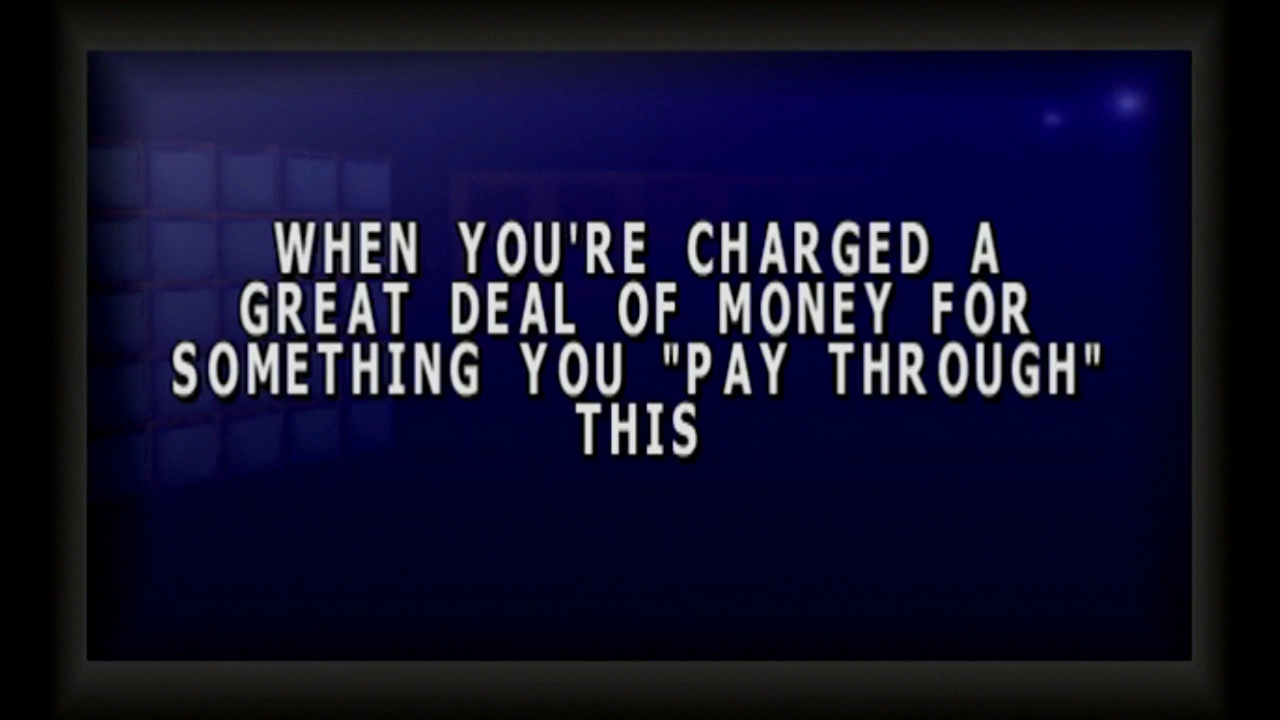 WHEN YOU'RE CHARGED A
GREAT DEAL OF MONEY FOR
SOMETHING YOU "PAY THROUGH"
THIS